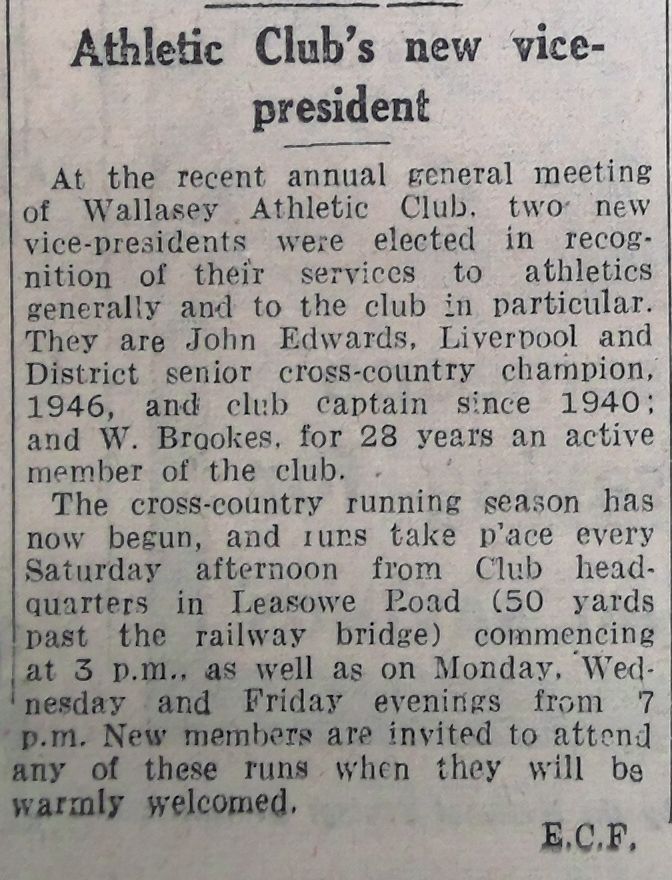 Athletic Club's new vice-
president
At the recent annual general meeting
of Wallasey Athletic Club, two new
vice-presidents were elected in recog-
nition of their services to athletics
generally and to the club in particular.
They are John Edwards, Liverpool and
District senior cross-country champion,
1946, and club captain since 1940;
and W. Brookes, for 28 years an active
member of the club.
The cross-country running season has
now begun, and runs take p'ace every
Saturday afternoon from Club head-
quarters in Leasowe Road (50 yards
past the railway bridge) commencing
at 3 p.m., as well as on Monday, Wed-
nesday and Friday evenings from 7
p.m. New members are invited to attend
any of these runs when they will be
warmly welcomed.
E.C.F.